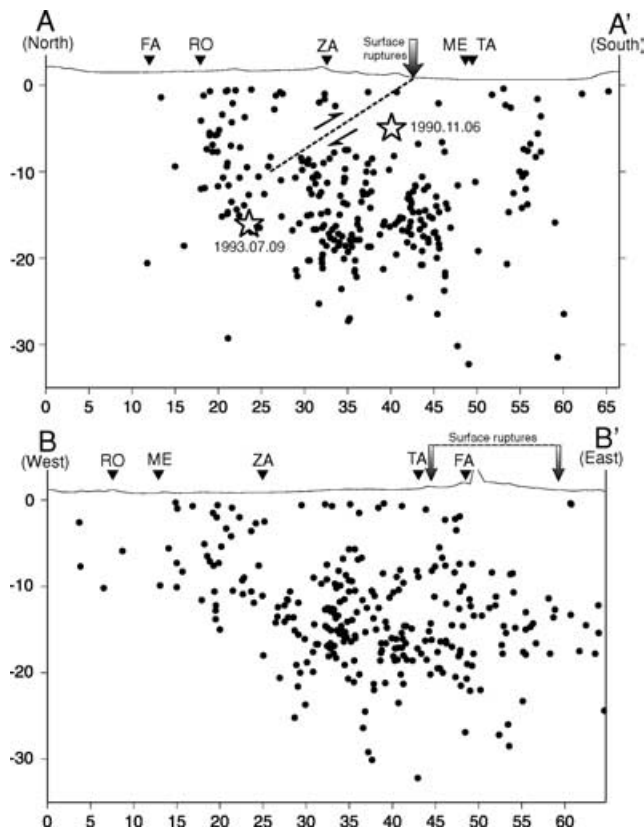 A A'
(North) FA RO ZA Surface ruptures ME TA (South)
0
1990.11.06
-10
1993.07.09
-20
-30
0 5 10 15 20 25 30 35 40 45 50 55 60 65
B B'
(West) RO ME ZA TA Surface ruptures FA (East)
0
-10
-20
-30
0 5 10 15 20 25 30 35 40 45 50 55 60